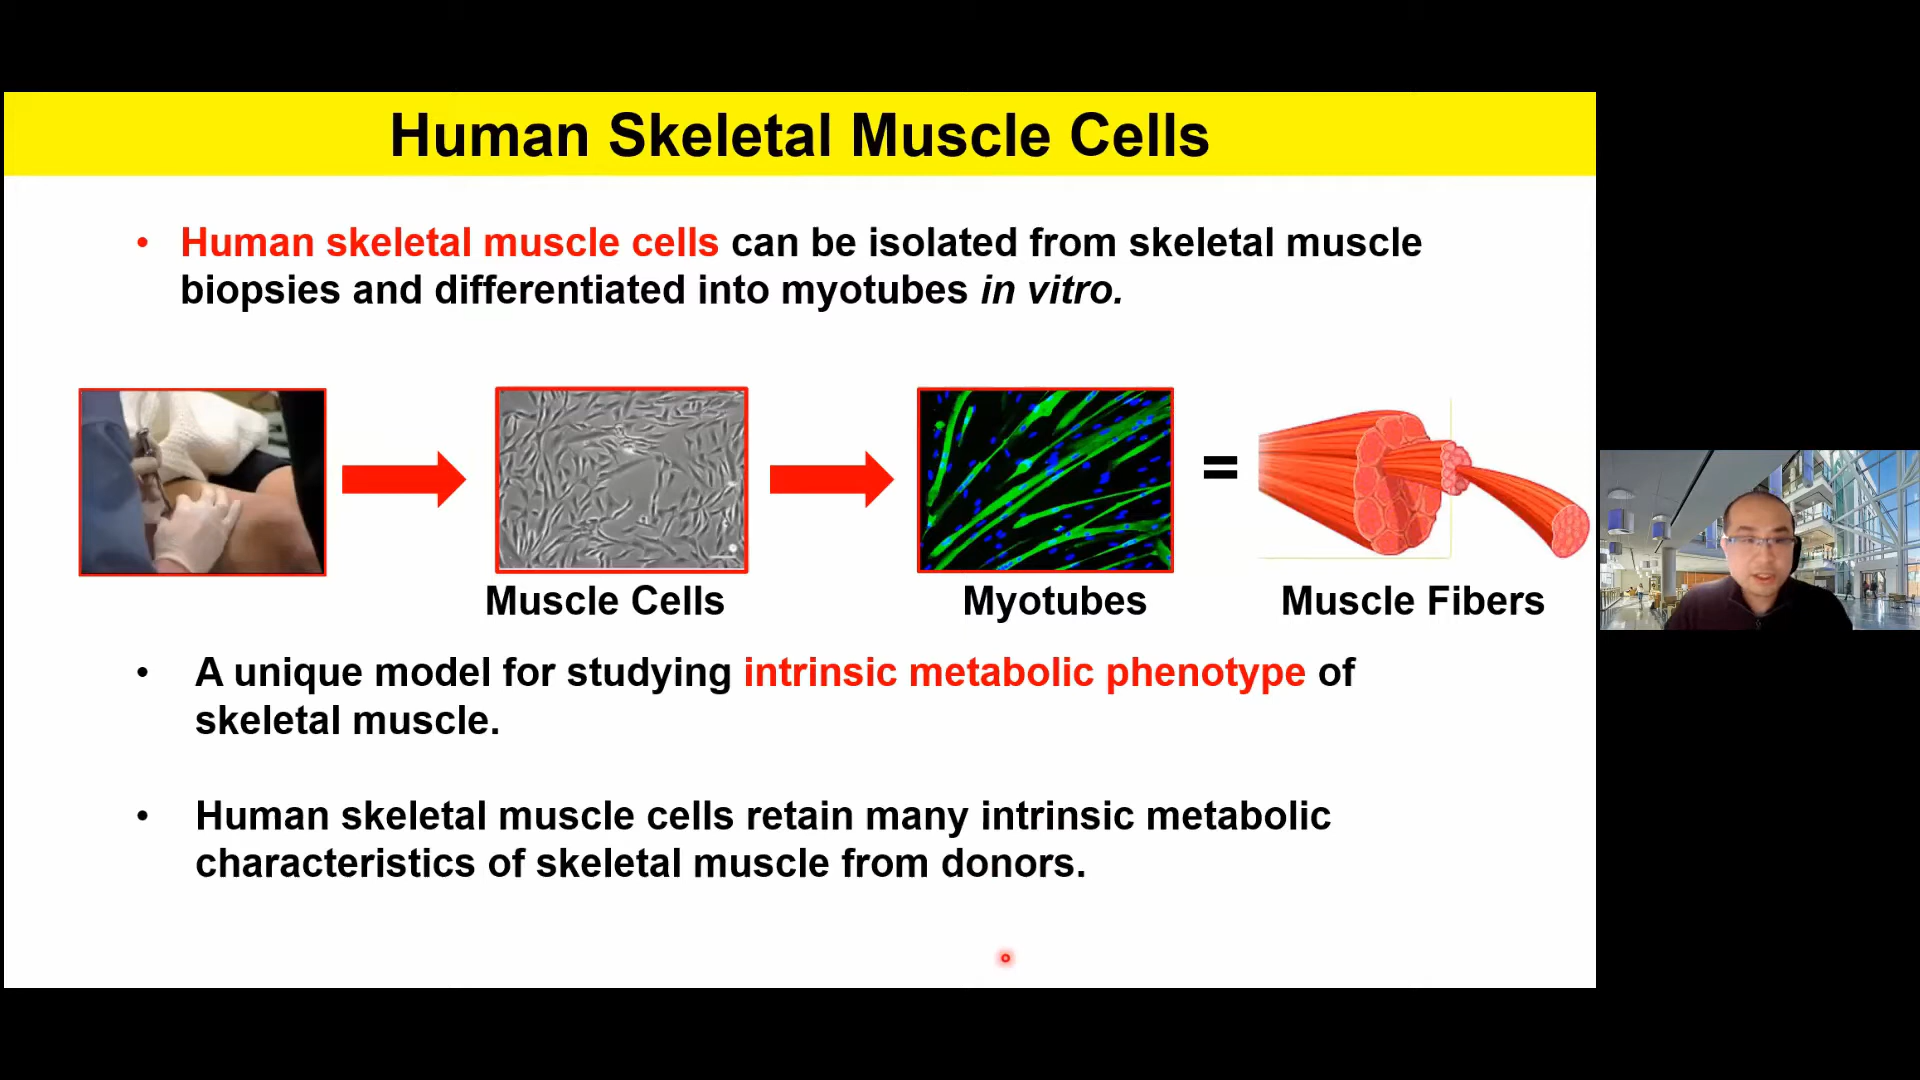 Human Skeletal Muscle Cells
• Human skeletal muscle cells can be isolated from skeletal muscle
biopsies and differentiated into myotubes in vitro.
=
Muscle Cells
Myotubes
Muscle Fibers
• A unique model for studying intrinsic metabolic phenotype of
skeletal muscle.
• Human skeletal muscle cells retain many intrinsic metabolic
characteristics of skeletal muscle from donors.